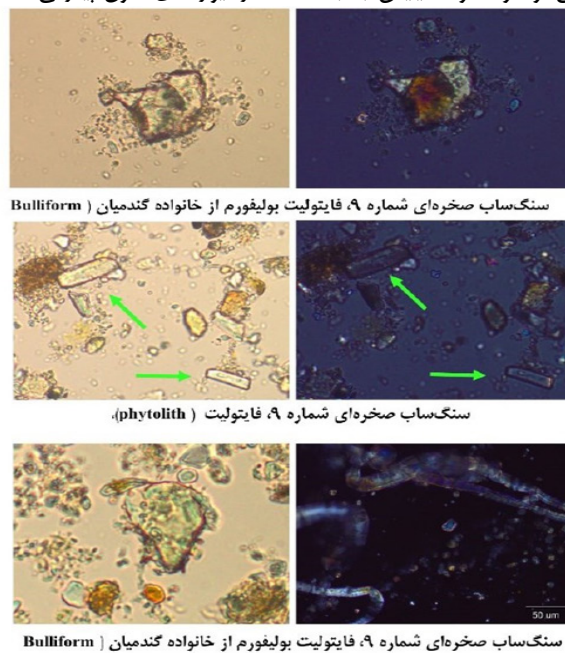 سنگ‌ساب صخره‌ای شماره ۹، فایتولیت بولیفورم از خانواده گندمیان ( Bulliform
سنگ‌ساب صخره‌ای شماره ۹، فایتولیت ( phytolith)،
50 um
سنگ‌ساب صخره‌ای شماره ۹، فایتولیت بولیفورم از خانواده گندمیان ( Bulliform